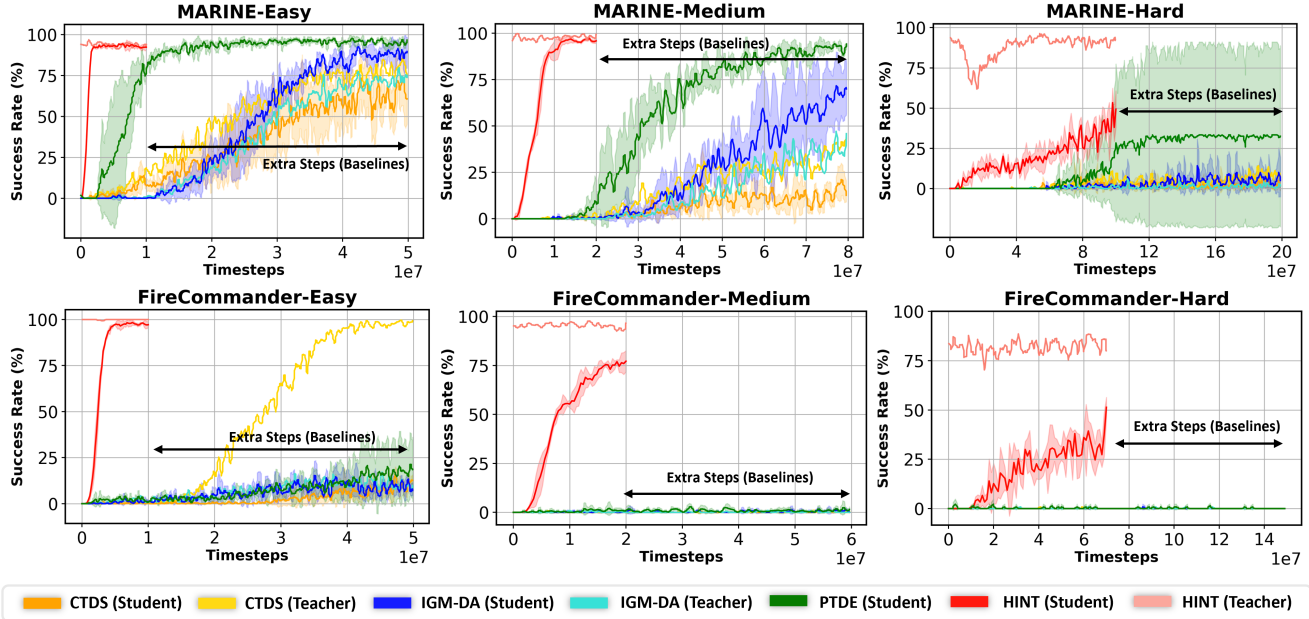 MARINE-Easy
Success Rate (%)
100
75
50
25
0
Extra Steps (Baselines)
0 1 2 3 4 5
Timesteps
1e7
MARINE-Medium
Success Rate (%)
100
75
50
25
0
Extra Steps (Baselines)
0 1 2 3 4 5 6 7 8
Timesteps
1e7
MARINE-Hard
Success Rate (%)
100
75
50
25
0
Extra Steps (Baselines)
0 4 8 12 16 20
Timesteps
1e7
FireCommander-Easy
Success Rate (%)
100
75
50
25
0
Extra Steps (Baselines)
0 1 2 3 4 5
Timesteps
1e7
FireCommander-Medium
Success Rate (%)
100
75
50
25
0
Extra Steps (Baselines)
0 1 2 3 4 5 6
Timesteps
1e7
FireCommander-Hard
Success Rate (%)
100
75
50
25
0
Extra Steps (Baselines)
0 2 4 6 8 10 12 14
Timesteps
1e7
CTDS (Student) CTDS (Teacher) IGM-DA (Student) IGM-DA (Teacher) PTDE (Student) HINT (Student) HINT (Teacher)